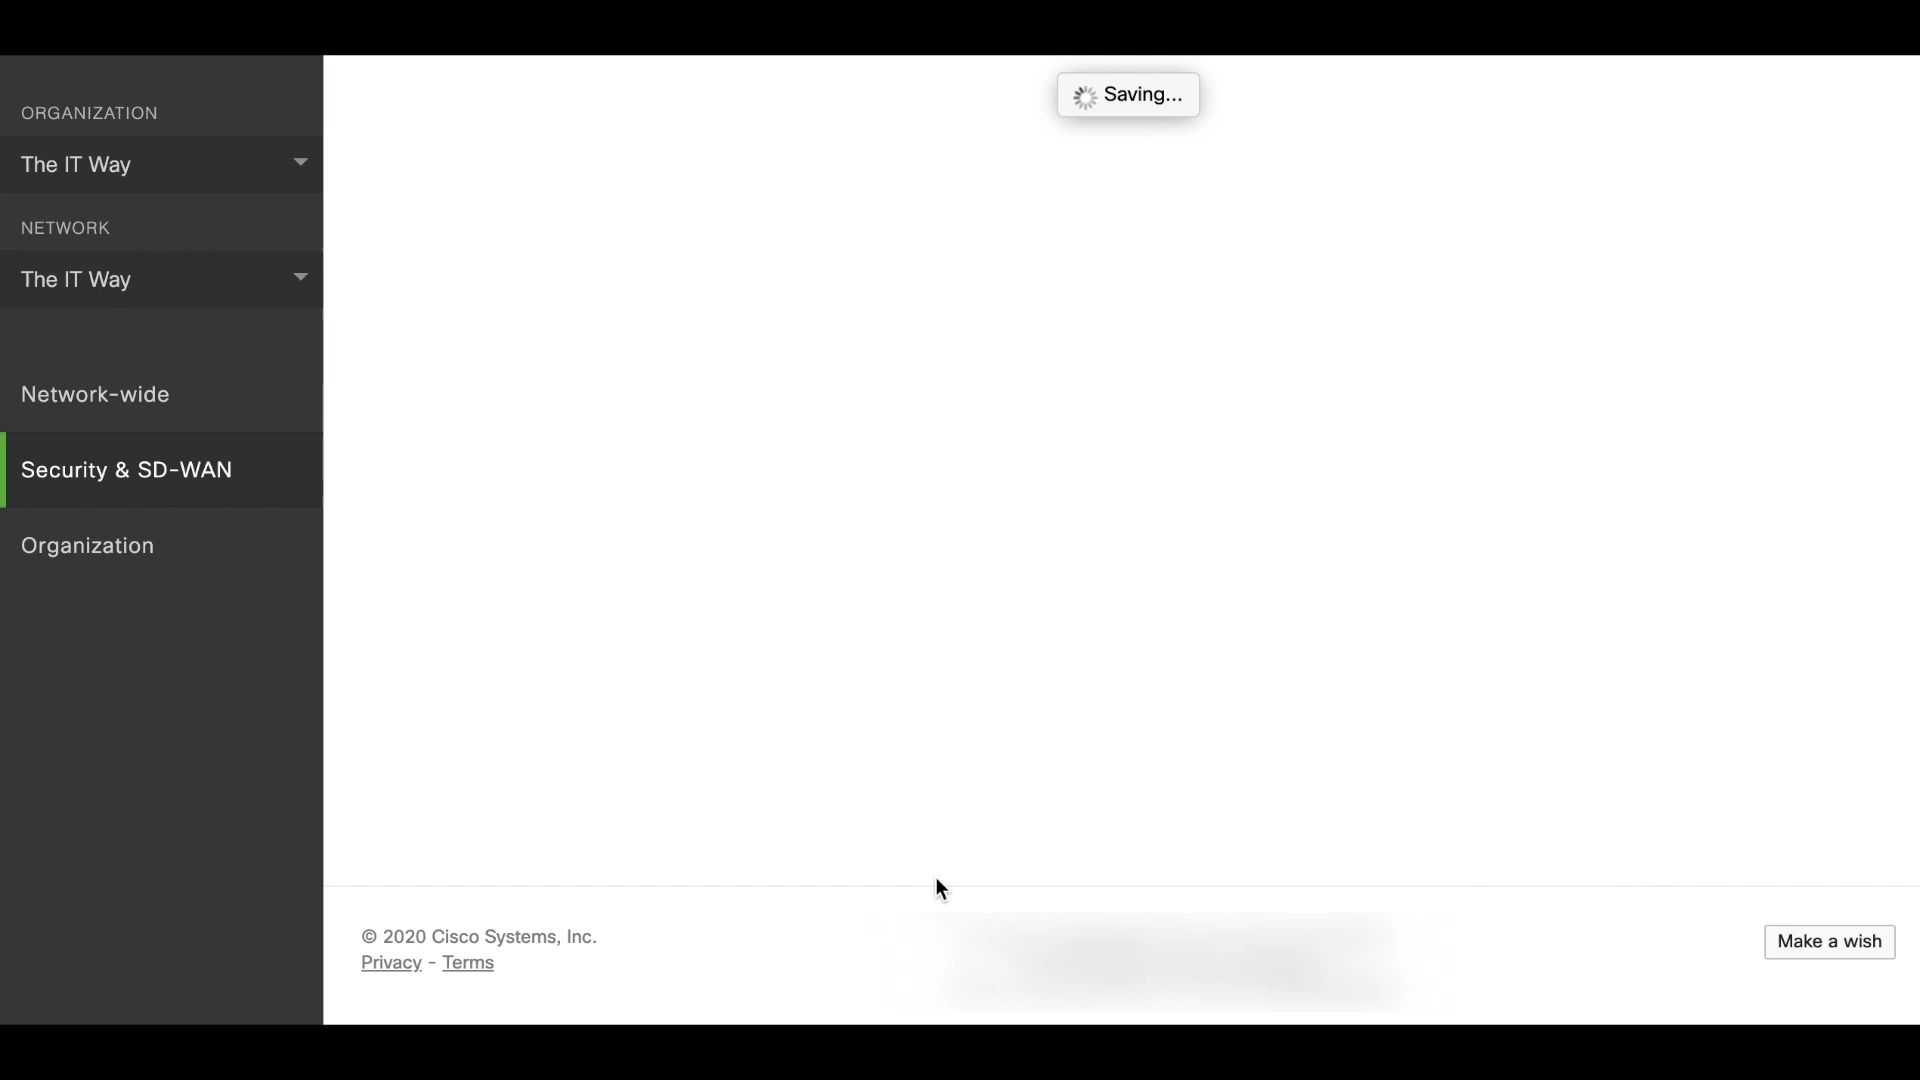 ORGANIZATION
The IT Way
NETWORK
The IT Way
Network-wide
Security & SD-WAN
Organization
Saving...
© 2020 Cisco Systems, Inc.
Privacy - Terms
Make a wish